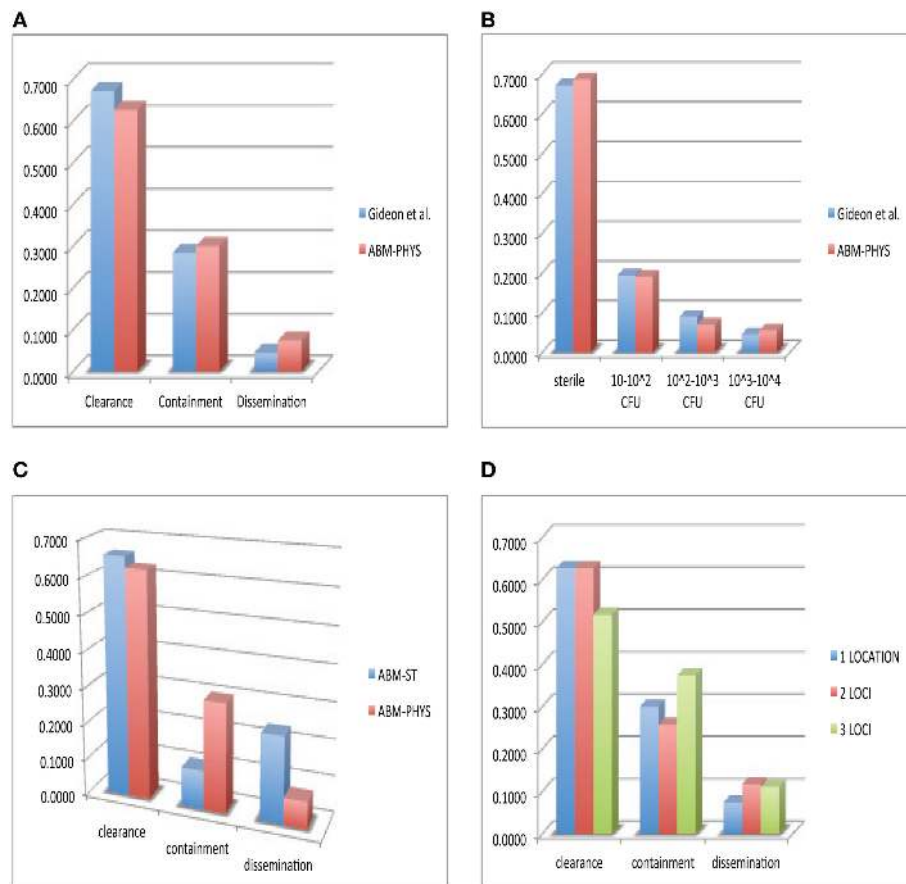 A
0.7000
0.6000
0.5000
0.4000
0.3000
0.2000
0.1000
0.0000
Clearance Containment Dissemination
Gideon et al.
ABM-PHYS
B
0.7000
0.6000
0.5000
0.4000
0.3000
0.2000
0.1000
0.0000
sterile 10-10^2 10^2-10^3 10^3-10^4
CFU CFU CFU
Gideon et al.
ABM-PHYS
C
0.7000
0.6000
0.5000
0.4000
0.3000
0.2000
0.1000
0.0000
clearance
containment
dissemination
ABM-ST
ABM-PHYS
D
0.7000
0.6000
0.5000
0.4000
0.3000
0.2000
0.1000
0.0000
clearance containment dissemination
1 LOCATION
2 LOCI
3 LOCI